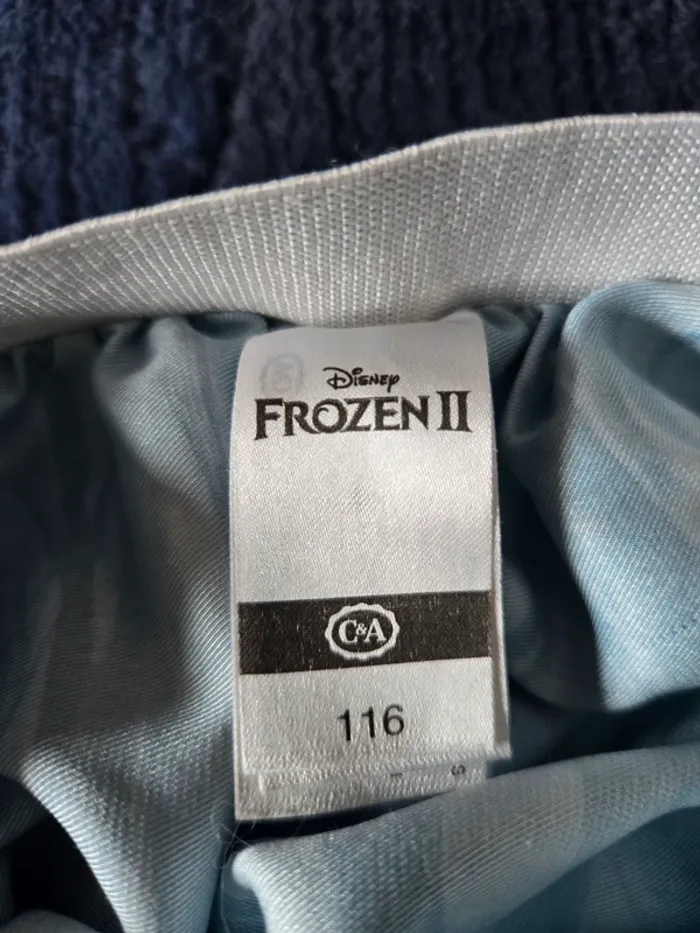 Disney
FROZEN II
C&A
116